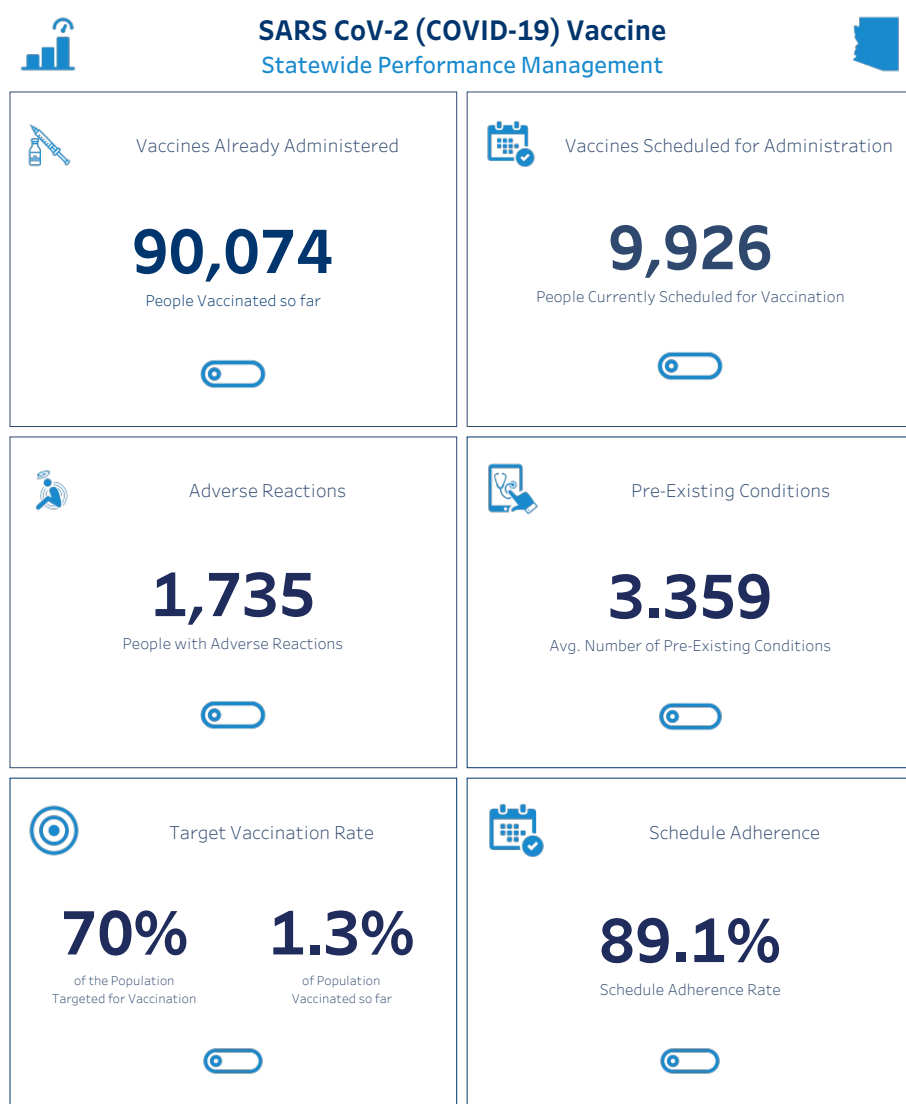 SARS CoV-2 (COVID-19) Vaccine
Statewide Performance Management
Vaccines Already Administered
90,074
People Vaccinated so far
Vaccines Scheduled for Administration
9,926
People Currently Scheduled for Vaccination
Adverse Reactions
1,735
People with Adverse Reactions
Pre-Existing Conditions
3.359
Avg. Number of Pre-Existing Conditions
Target Vaccination Rate
70%
of the Population
Targeted for Vaccination
1.3%
of Population
Vaccinated so far
Schedule Adherence
89.1%
Schedule Adherence Rate